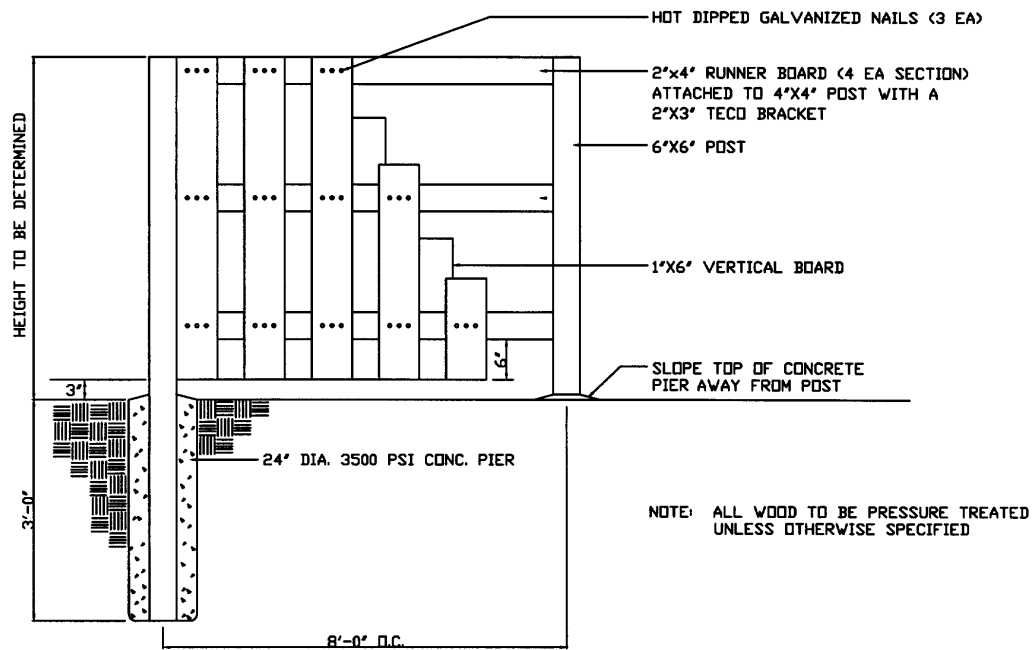 HOT DIPPED GALVANIZED NAILS (3 EA)
2"x4" RUNNER BOARD (4 EA SECTION)
ATTACHED TO 4"X4" POST WITH A
2"X3" TECO BRACKET
6"X6" POST
HEIGHT TO BE DETERMINED
1"X6" VERTICAL BOARD
6"
3"
SLOPE TOP OF CONCRETE
PIER AWAY FROM POST
24" DIA. 3500 PSI CONC. PIER
3'-0"
NOTE: ALL WOOD TO BE PRESSURE TREATED
UNLESS OTHERWISE SPECIFIED
8'-0" O.C.